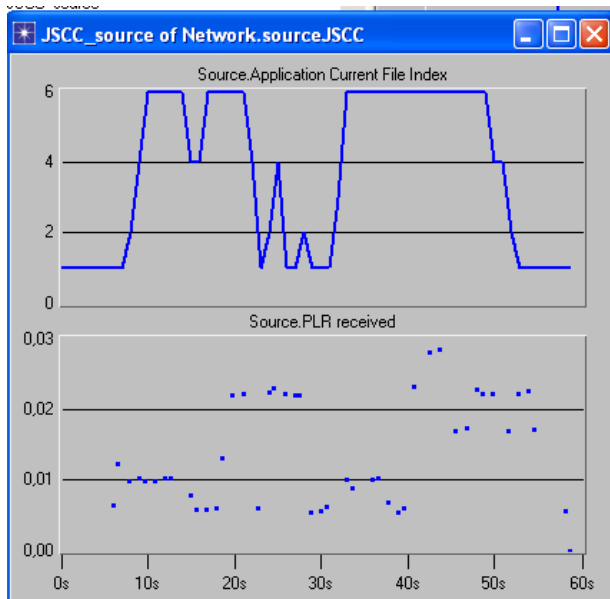 JSCC_source of Network.sourceJSCC
Source.Application Current File Index
6
4
2
0
Source.PLR received
0,03
0,02
0,01
0,00
0s 10s 20s 30s 40s 50s 60s